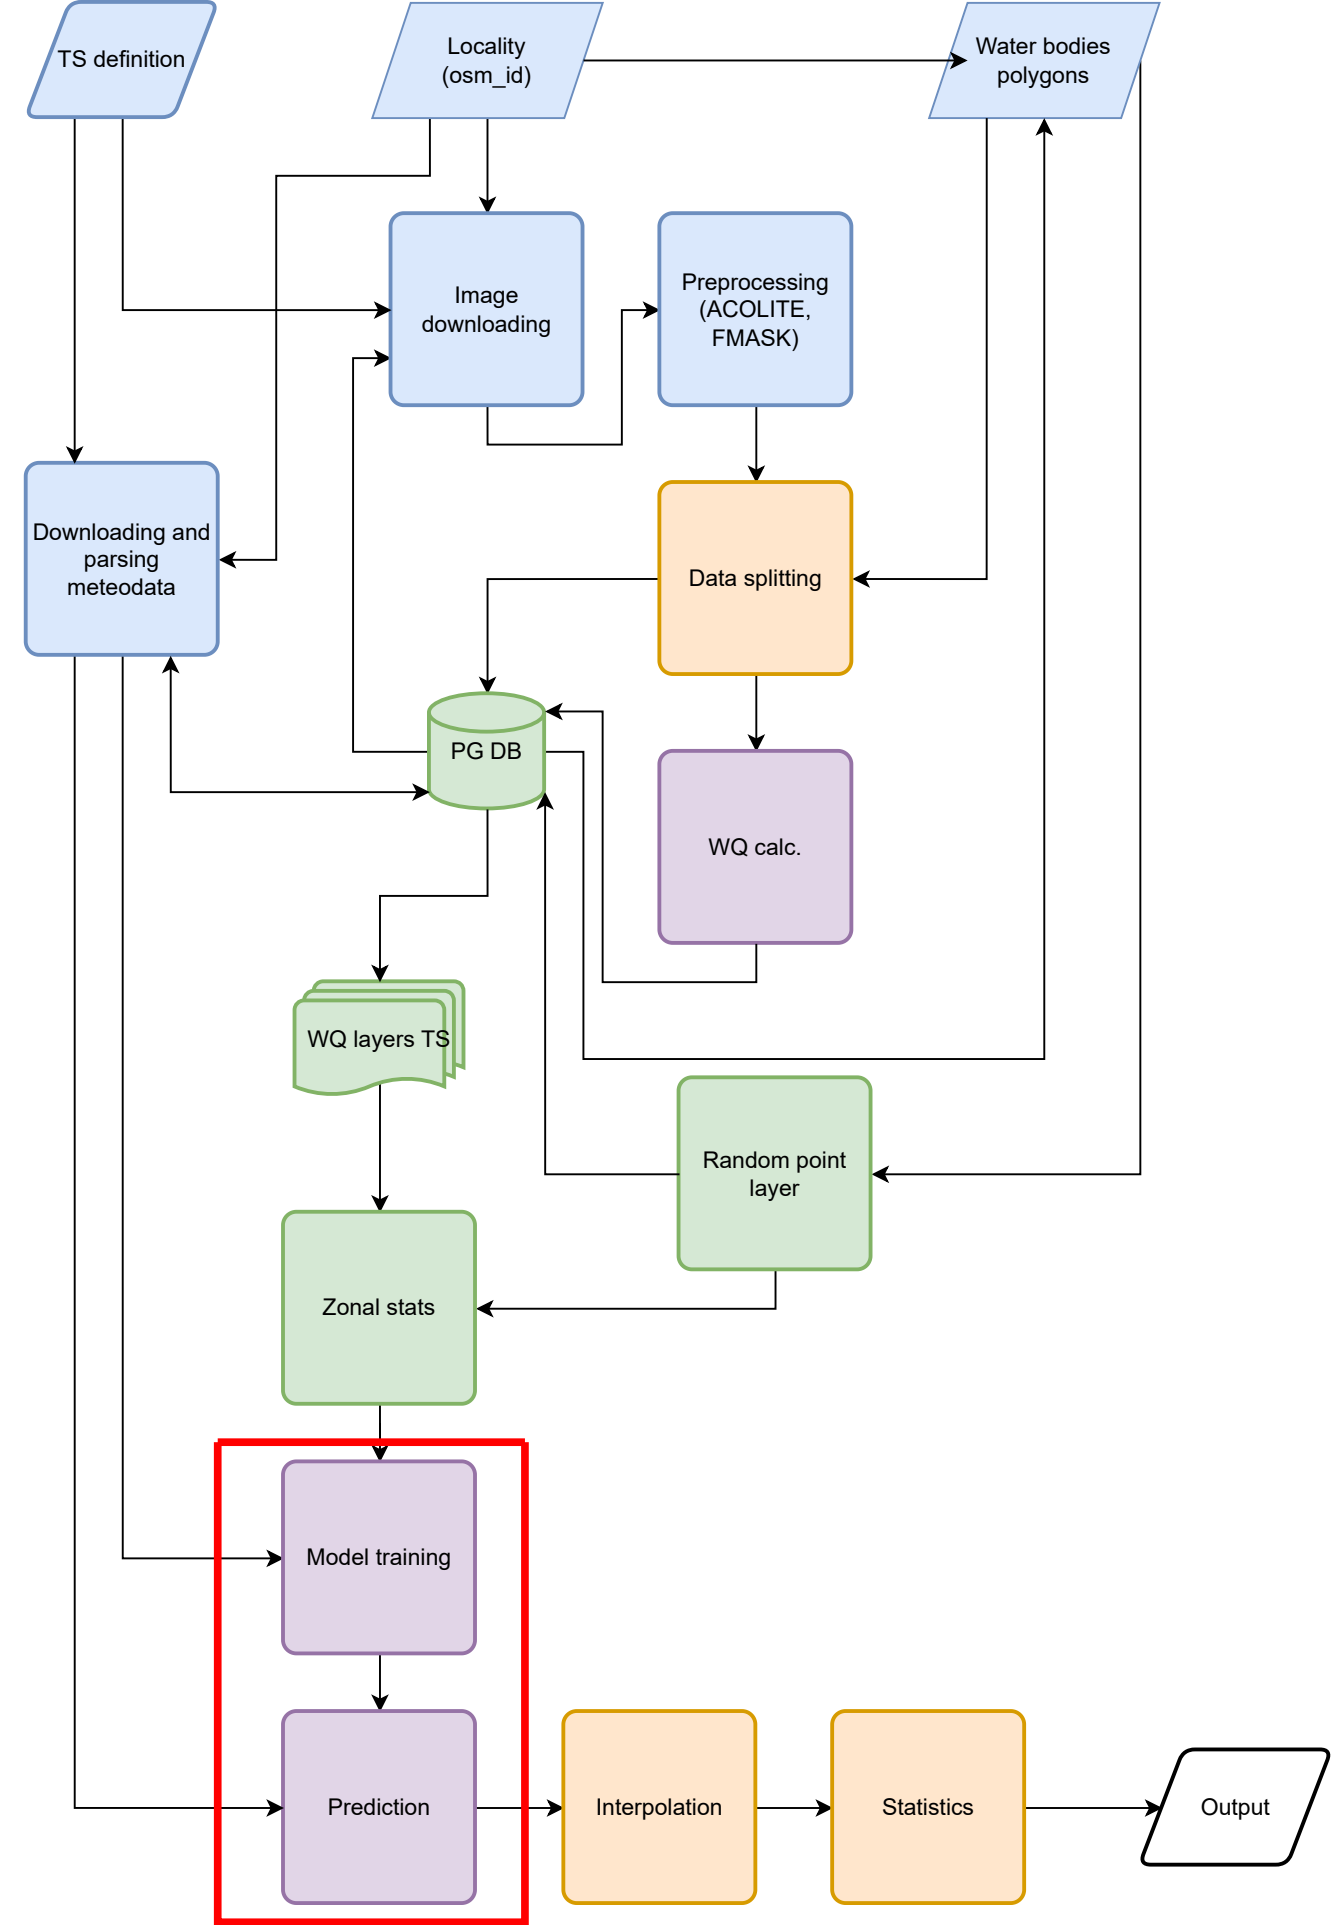 TS definition
Locality
(osm_id)
Water bodies
polygons
Image
downloading
Preprocessing
(ACOLITE,
FMASK)
Downloading and
parsing
meteodata
Data splitting
PG DB
WQ calc.
WQ layers TS
Random point
layer
Zonal stats
Model training
Prediction
Interpolation
Statistics
Output